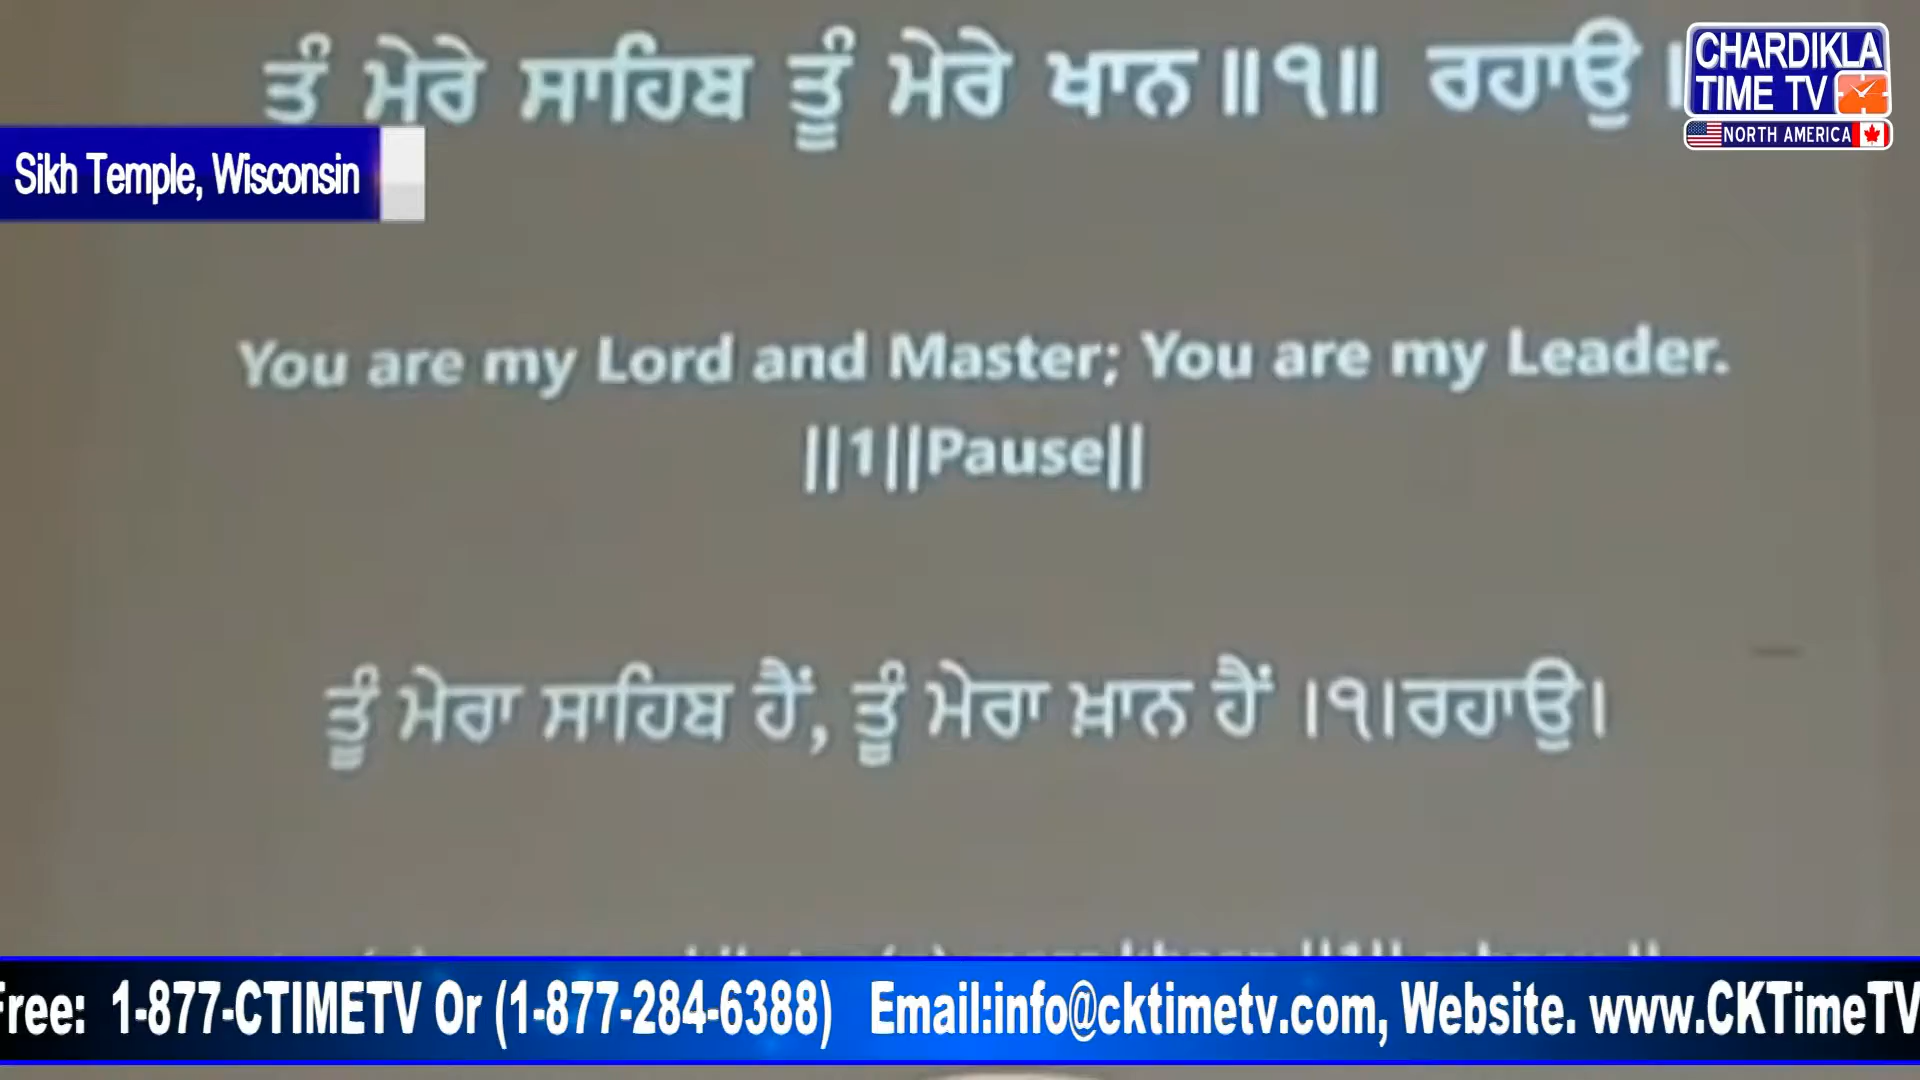 ਤੂੰ ਮੇਰੇ ਸਾਹਿਬ ਤੂੰ ਮੇਰੇ ਖਾਨ ॥੧॥ ਰਹਾਉ
CHARDIKLA
TIME TV
NORTH AMERICA
Sikh Temple, Wisconsin
You are my Lord and Master; You are my Leader.
||1||Pause||
ਤੂੰ ਮੇਰਾ ਸਾਹਿਬ ਹੈਂ, ਤੂੰ ਮੇਰਾ ਖ਼ਾਨ ਹੈਂ ।੧।ਰਹਾਉ।
Free: 1-877-CTIMETV Or (1-877-284-6388) Email:info@cktimetv.com, Website. www.CKTimeTV